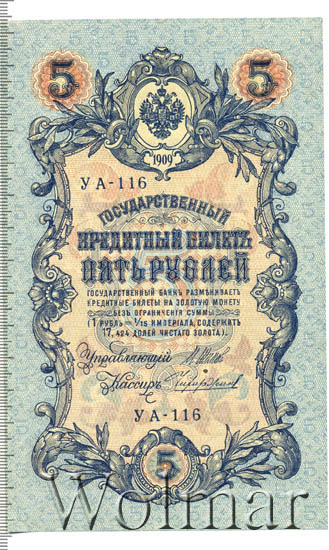 5 5
1909
УА-116
ГОСУДАРСТВЕННЫЙ
КРЕДИТНЫЙ БИЛЕТЪ
ПЯТЬ РУБЛЕЙ
ГОСУДАРСТВЕННЫЙ БАНКЪ РАЗМѢНИВАЕТЪ
КРЕДИТНЫЕ БИЛЕТЫ НА ЗОЛОТУЮ МОНЕТУ
БЕЗЪ ОГРАНИЧЕНІЯ СУММЫ
(1 РУБЛЬ = 1/15 ИМПЕРІАЛА, СОДЕРЖИТЪ
17,424 ДОЛЕЙ ЧИСТАГО ЗОЛОТА).
Управляющій
Кассиръ
УА-116
5
Wolmar